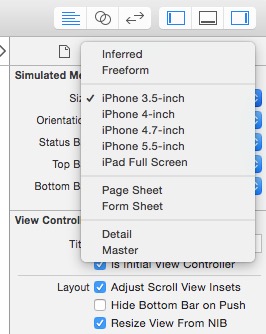 Inferred
Freeform
Simulated Me
Siz ✓ iPhone 3.5-inch
iPhone 4-inch
Orientatio
iPhone 4.7-inch
Status B
iPhone 5.5-inch
Top B
iPad Full Screen
Bottom B
Page Sheet
Form Sheet
View Control
Detail
Tit
Master
Is Initial View Controller
Layout Adjust Scroll View Insets
Hide Bottom Bar on Push
Resize View From NIB